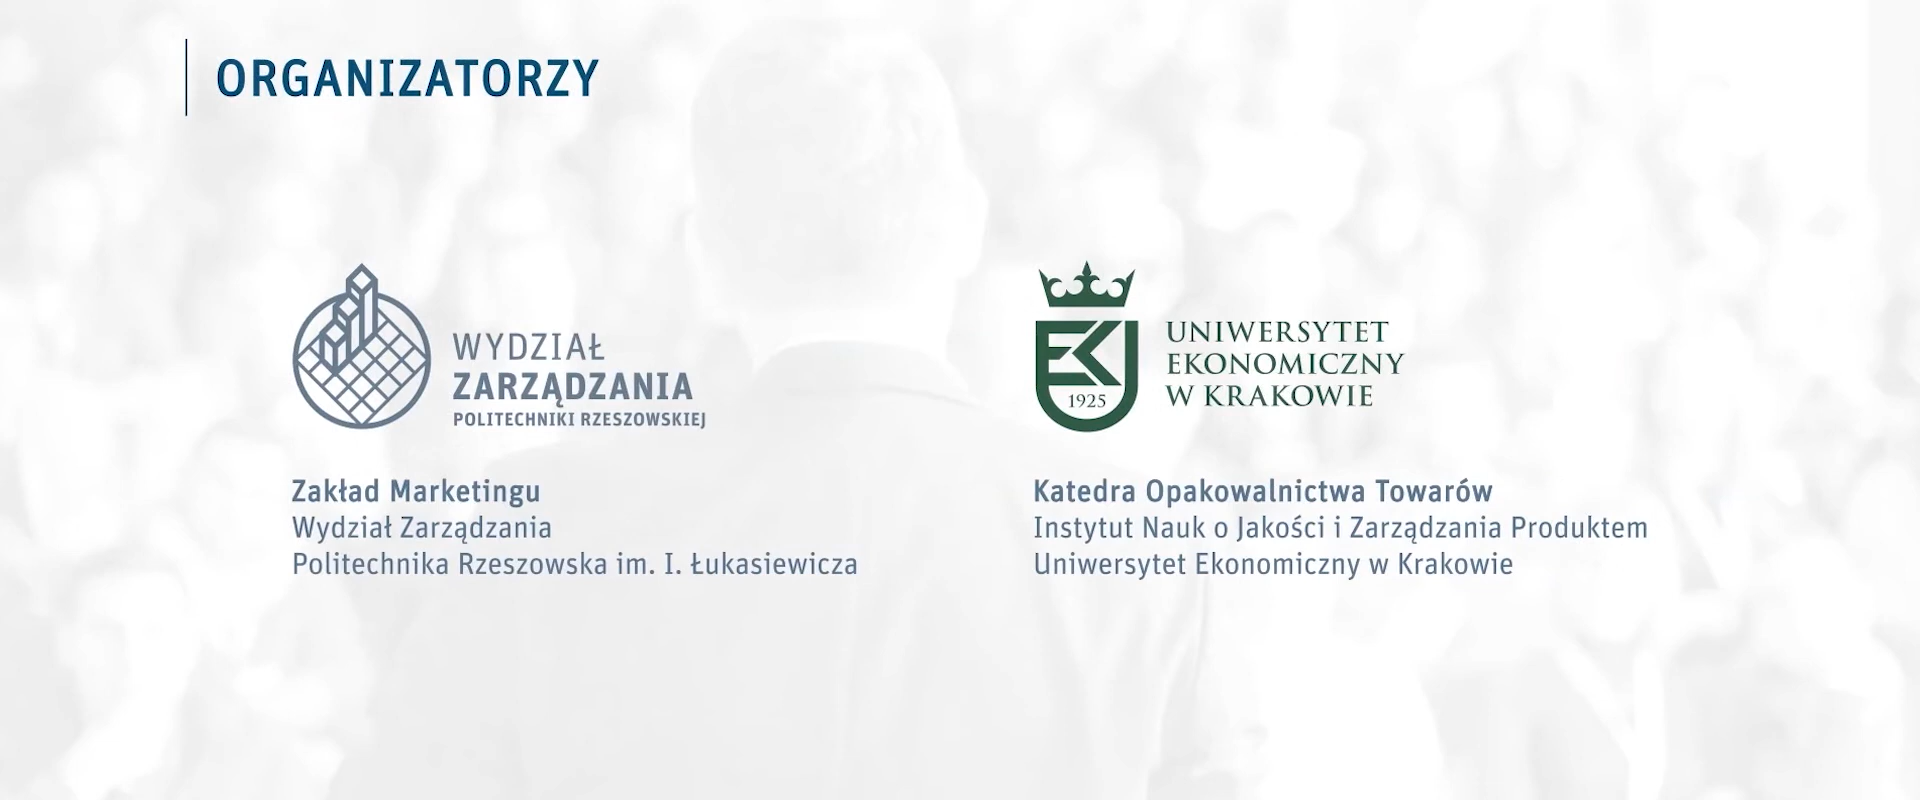 ORGANIZATORZY
WYDZIAŁ
ZARZĄDZANIA
POLITECHNIKI RZESZOWSKIEJ
Zakład Marketingu
Wydział Zarządzania
Politechnika Rzeszowska im. I. Łukasiewicza
EK
1925
UNIWERSYTET
EKONOMICZNY
W KRAKOWIE
Katedra Opakowalnictwa Towarów
Instytut Nauk o Jakości i Zarządzania Produktem
Uniwersytet Ekonomiczny w Krakowie